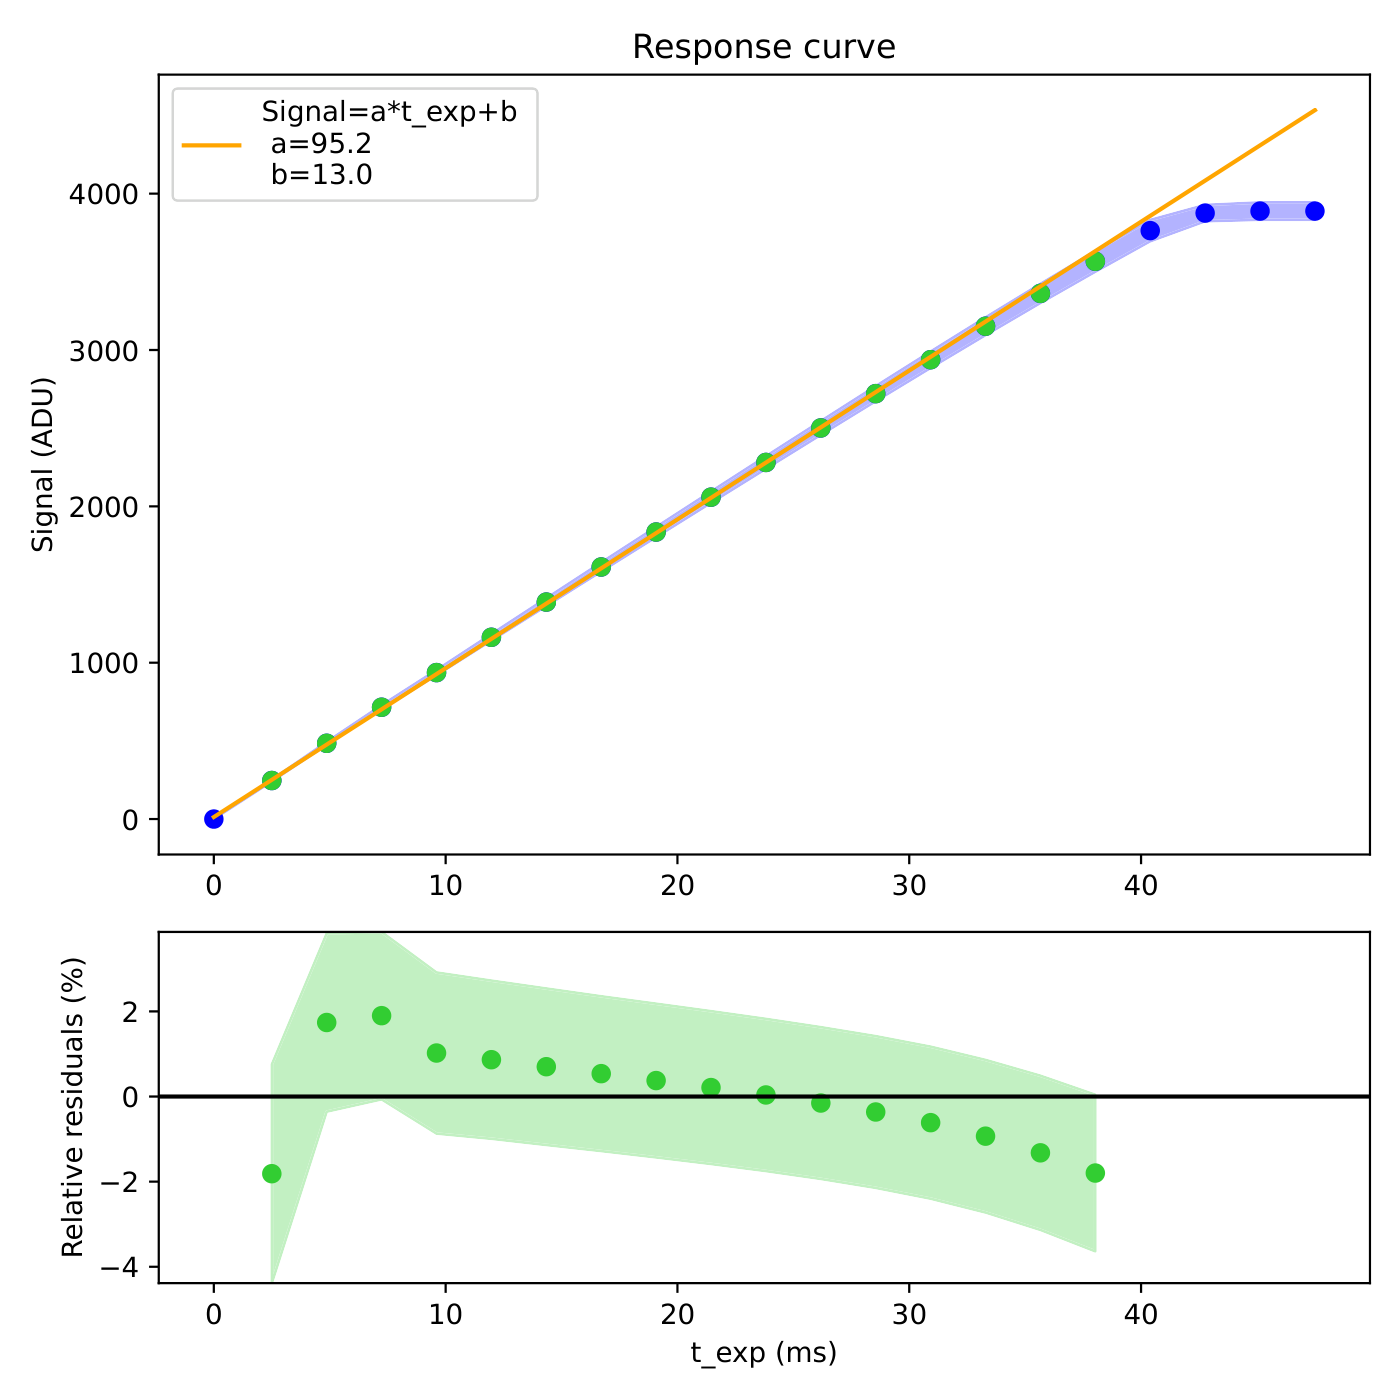 Response curve
Signal=a*t_exp+b
a=95.2
b=13.0
Signal (ADU)
4000
3000
2000
1000
0
0 10 20 30 40
Relative residuals (%)
2
0
−2
−4
0 10 20 30 40
t_exp (ms)